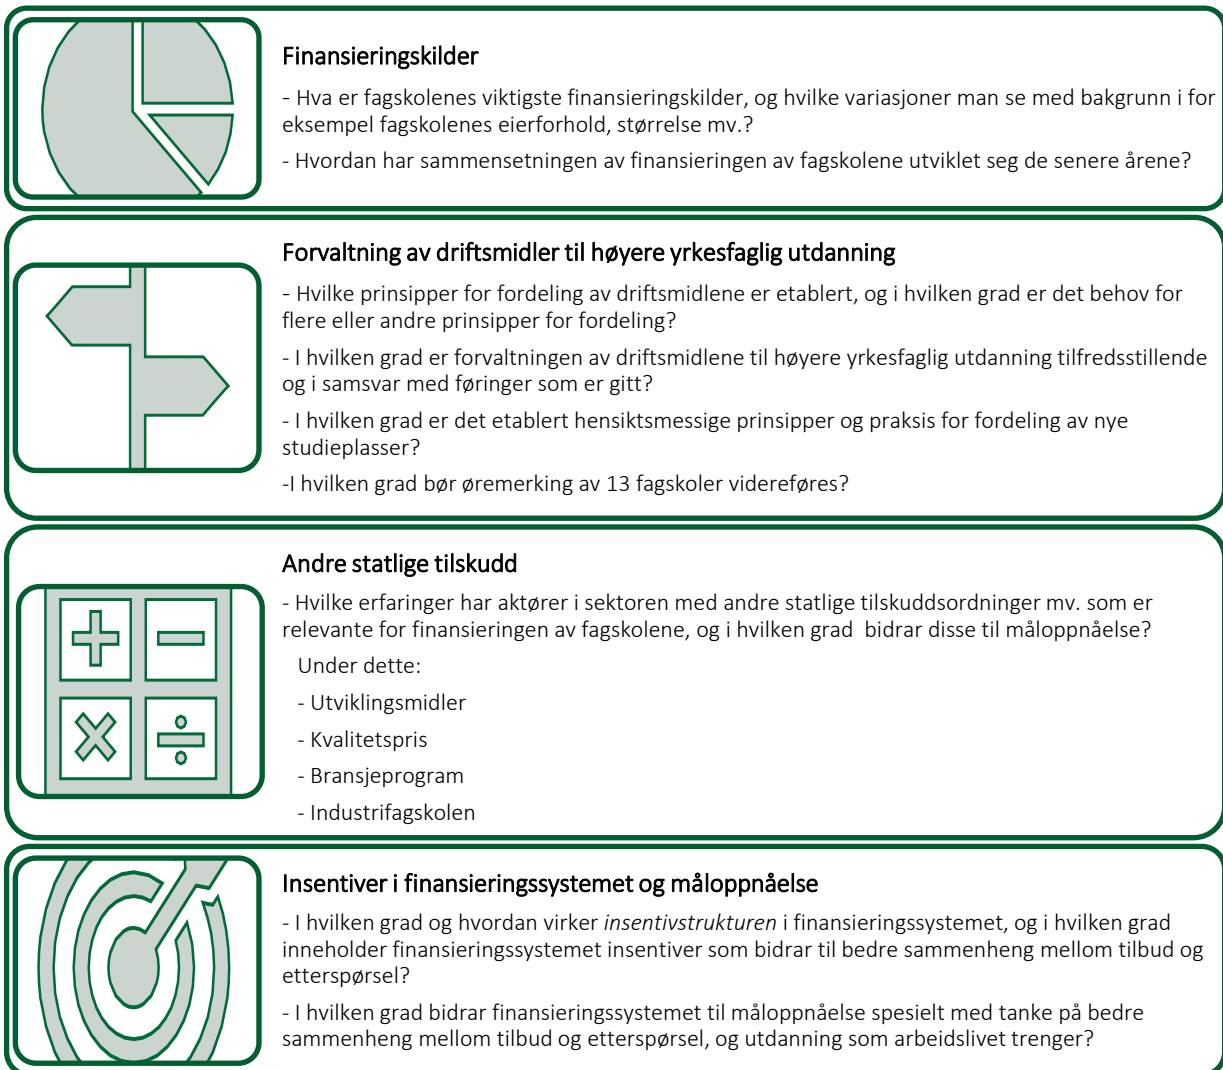 Finansieringskilder
- Hva er fagskolenes viktigste finansieringskilder, og hvilke variasjoner man se med bakgrunn i for
eksempel fagskolenes eierforhold, størrelse mv.?
- Hvordan har sammensetningen av finansieringen av fagskolene utviklet seg de senere årene?
Forvaltning av driftsmidler til høyere yrkesfaglig utdanning
- Hvilke prinsipper for fordeling av driftsmidlene er etablert, og i hvilken grad er det behov for
flere eller andre prinsipper for fordeling?
- I hvilken grad er forvaltningen av driftsmidlene til høyere yrkesfaglig utdanning tilfredsstillende
og i samsvar med føringer som er gitt?
- I hvilken grad er det etablert hensiktsmessige prinsipper og praksis for fordeling av nye
studieplasser?
-I hvilken grad bør øremerking av 13 fagskoler videreføres?
Andre statlige tilskudd
- Hvilke erfaringer har aktører i sektoren med andre statlige tilskuddsordninger mv. som er
relevante for finansieringen av fagskolene, og i hvilken grad bidrar disse til måloppnåelse?
Under dette:
- Utviklingsmidler
- Kvalitetspris
- Bransjeprogram
- Industrifagskolen
Insentiver i finansieringssystemet og måloppnåelse
- I hvilken grad og hvordan virker insentivstrukturen i finansieringssystemet, og i hvilken grad
inneholder finansieringssystemet insentiver som bidrar til bedre sammenheng mellom tilbud og
etterspørsel?
- I hvilken grad bidrar finansieringssystemet til måloppnåelse spesielt med tanke på bedre
sammenheng mellom tilbud og etterspørsel, og utdanning som arbeidslivet trenger?